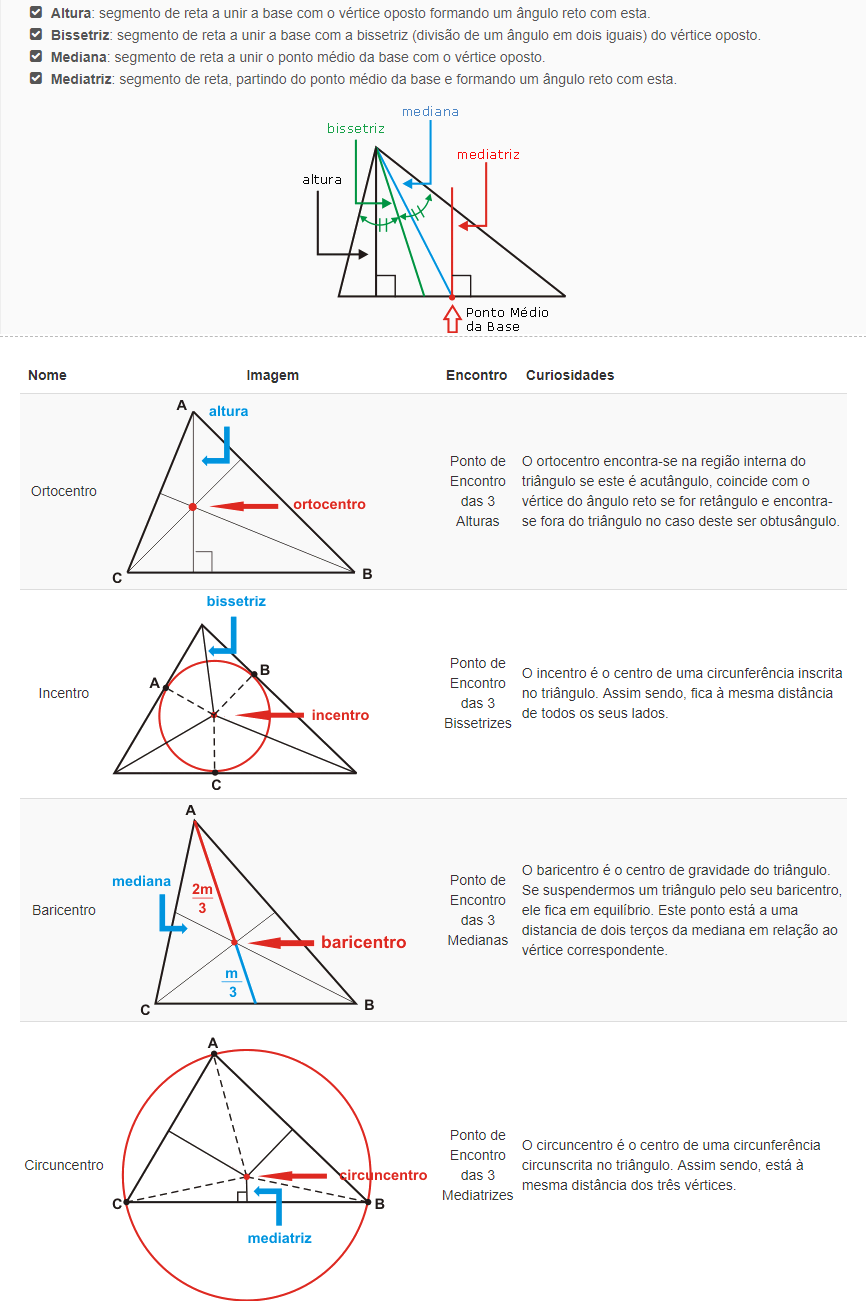 Altura: segmento de reta a unir a base com o vértice oposto formando um ângulo reto com esta.
Bissetriz: segmento de reta a unir a base com a bissetriz (divisão de um ângulo em dois iguais) do vértice oposto.
Mediana: segmento de reta a unir o ponto médio da base com o vértice oposto.
Mediatriz: segmento de reta, partindo do ponto médio da base e formando um ângulo reto com esta.
mediana
bissetriz
mediatriz
altura
Ponto Médio
da Base
Nome Imagem Encontro Curiosidades
A
altura
Ortocentro
ortocentro
C
B
Ponto de
Encontro
das 3
Alturas
O ortocentro encontra-se na região interna do
triângulo se este é acutângulo, coincide com o
vértice do ângulo reto se for retângulo e encontra-
se fora do triângulo no caso deste ser obtusângulo.
bissetriz
Incentro
A
B
incentro
C
Ponto de
Encontro
das 3
Bissetrizes
O incentro é o centro de uma circunferência inscrita
no triângulo. Assim sendo, fica à mesma distância
de todos os seus lados.
A
mediana
2m
3
Baricentro
baricentro
m
3
C
B
Ponto de
Encontro
das 3
Medianas
O baricentro é o centro de gravidade do triângulo.
Se suspendermos um triângulo pelo seu baricentro,
ele fica em equilíbrio. Este ponto está a uma
distancia de dois terços da mediana em relação ao
vértice correspondente.
A
Circuncentro
circuncentro
C
B
mediatriz
Ponto de
Encontro
das 3
Mediatrizes
O circuncentro é o centro de uma circunferência
circunscrita no triângulo. Assim sendo, está à
mesma distância dos três vértices.